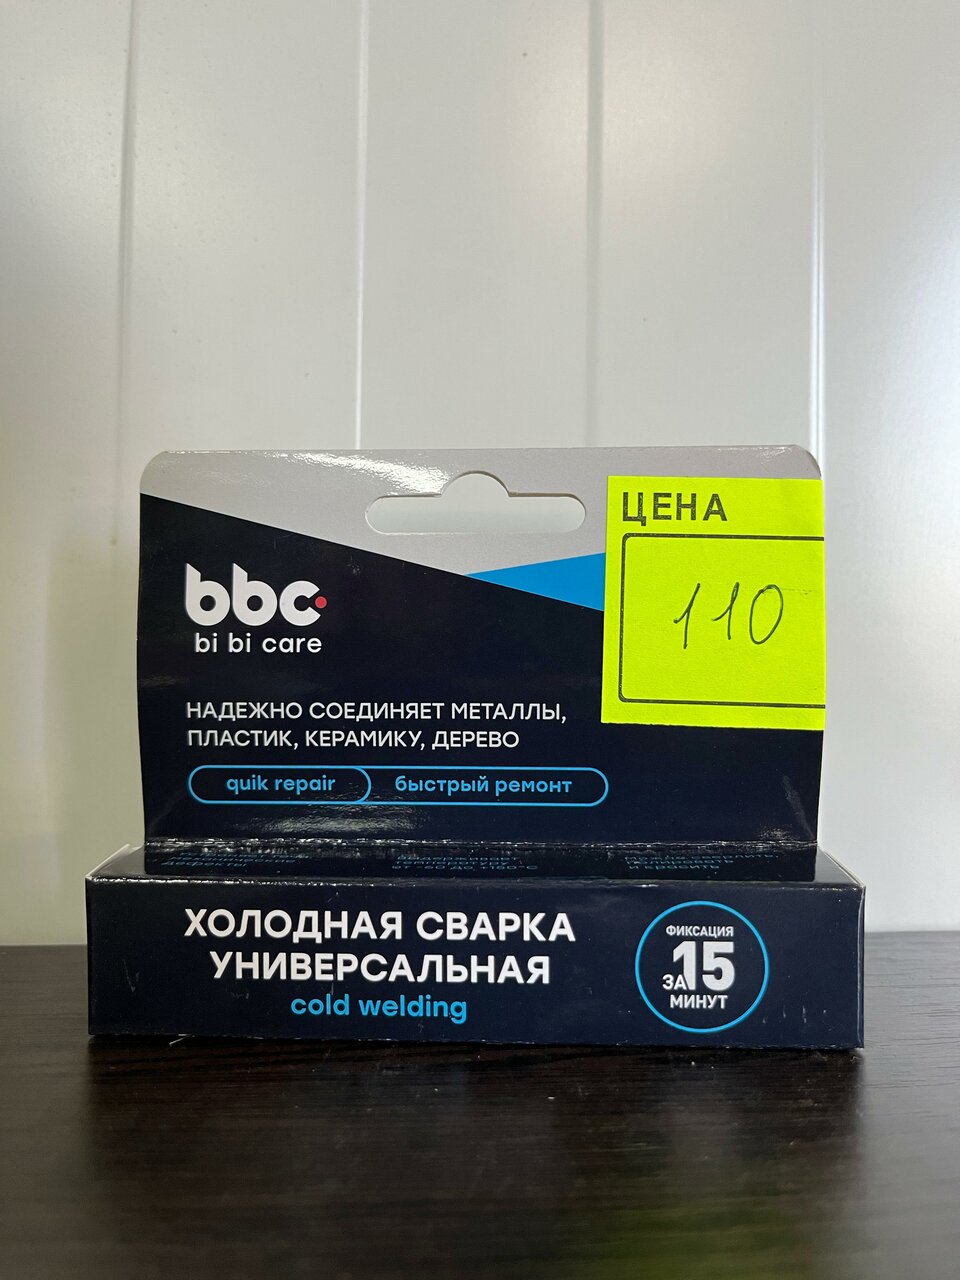 ЦЕНА
110
bbc
bi bi care
НАДЕЖНО СОЕДИНЯЕТ МЕТАЛЛЫ,
ПЛАСТИК, КЕРАМИКУ, ДЕРЕВО
quik repair быстрый ремонт
ХОЛОДНАЯ СВАРКА
УНИВЕРСАЛЬНАЯ
cold welding
ФИКСАЦИЯ
ЗА 15
МИНУТ